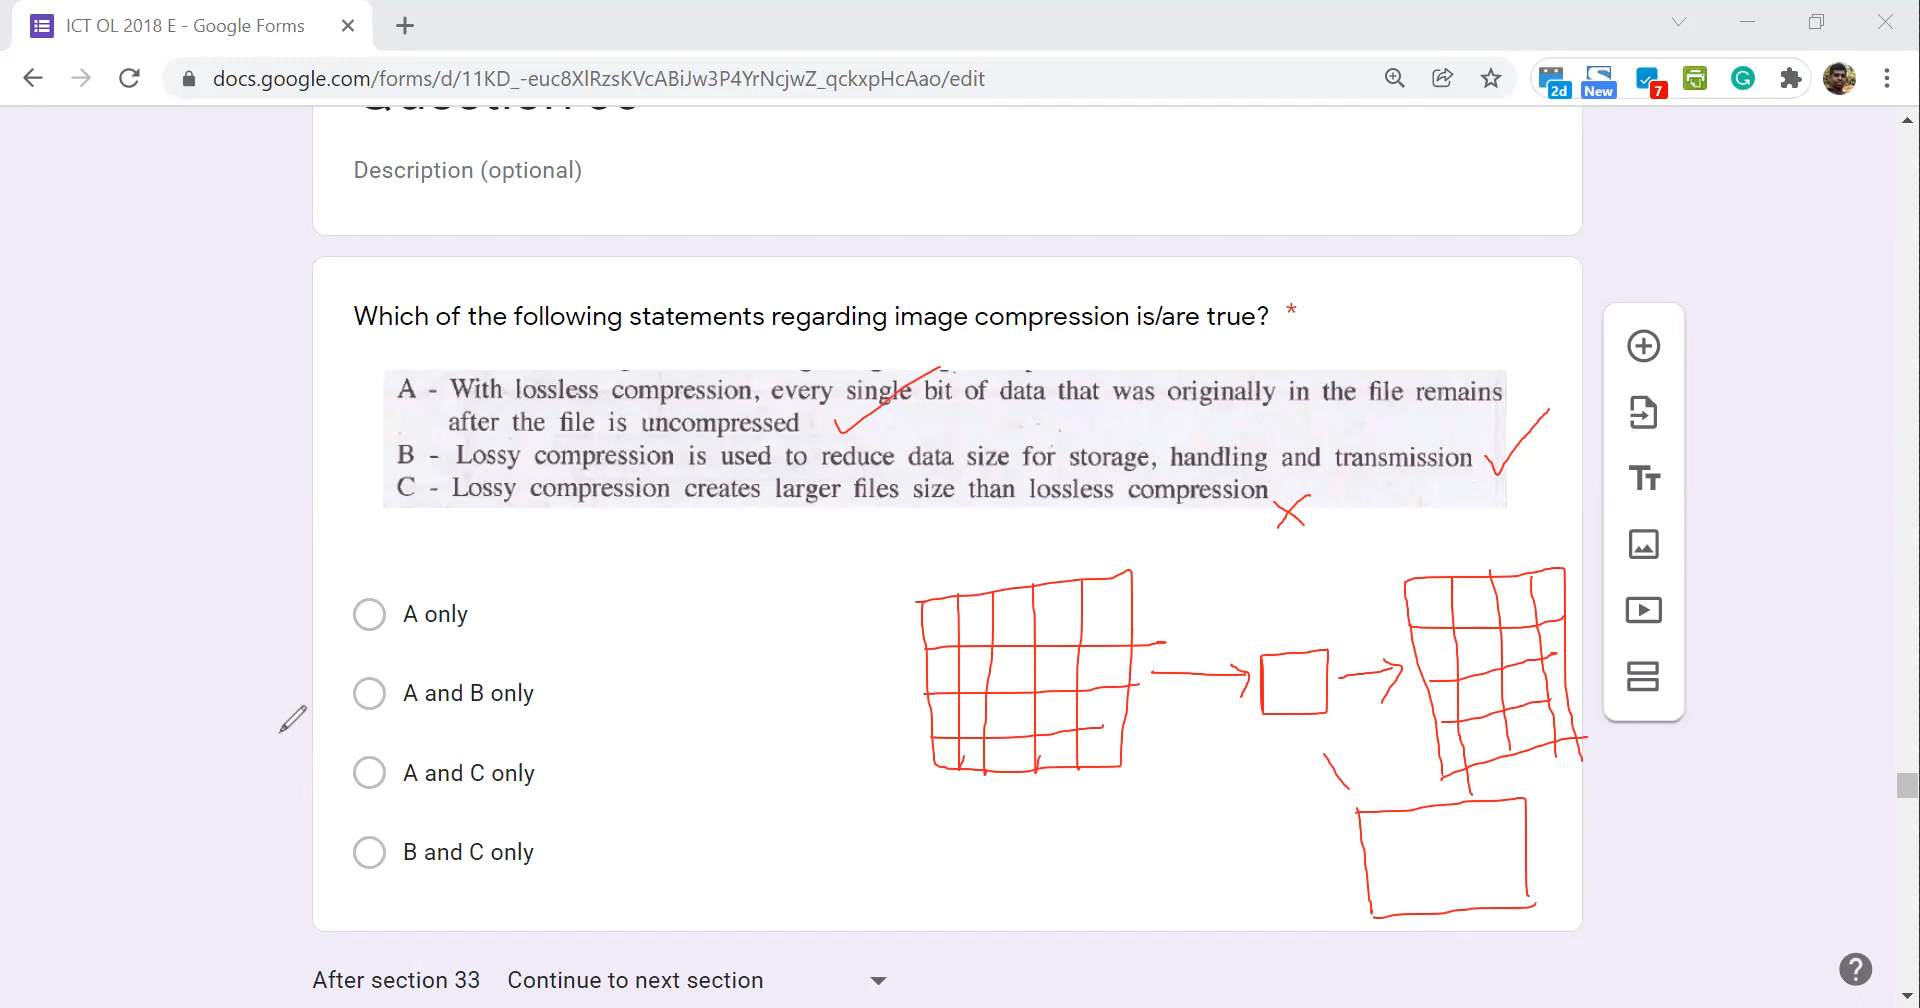 ICT OL 2018 E - Google Forms
docs.google.com/forms/d/11KD_-euc8XlRzsKVcABiJw3P4YrNcjwZ_qckxpHcAao/edit
2d
New
7
Description (optional)
Which of the following statements regarding image compression is/are true? *
A - With lossless compression, every single bit of data that was originally in the file remains
after the file is uncompressed
B - Lossy compression is used to reduce data size for storage, handling and transmission
C - Lossy compression creates larger files size than lossless compression
A only
A and B only
A and C only
B and C only
After section 33 Continue to next section